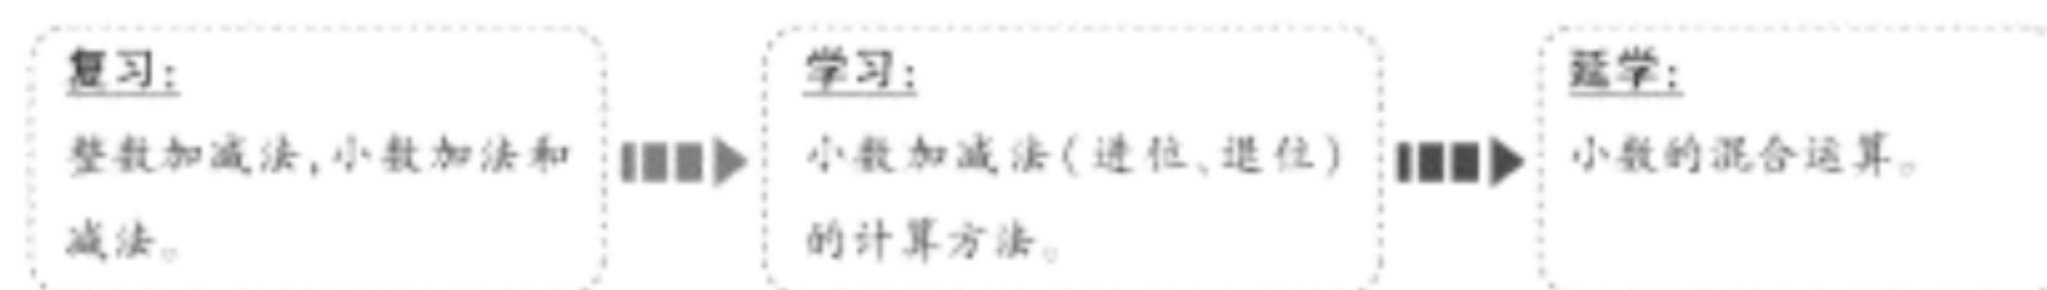 复习:
整数加减法,小数加法和
减法。
学习:
小数加减法(进位、退位)
的计算方法。
延学:
小数的混合运算。